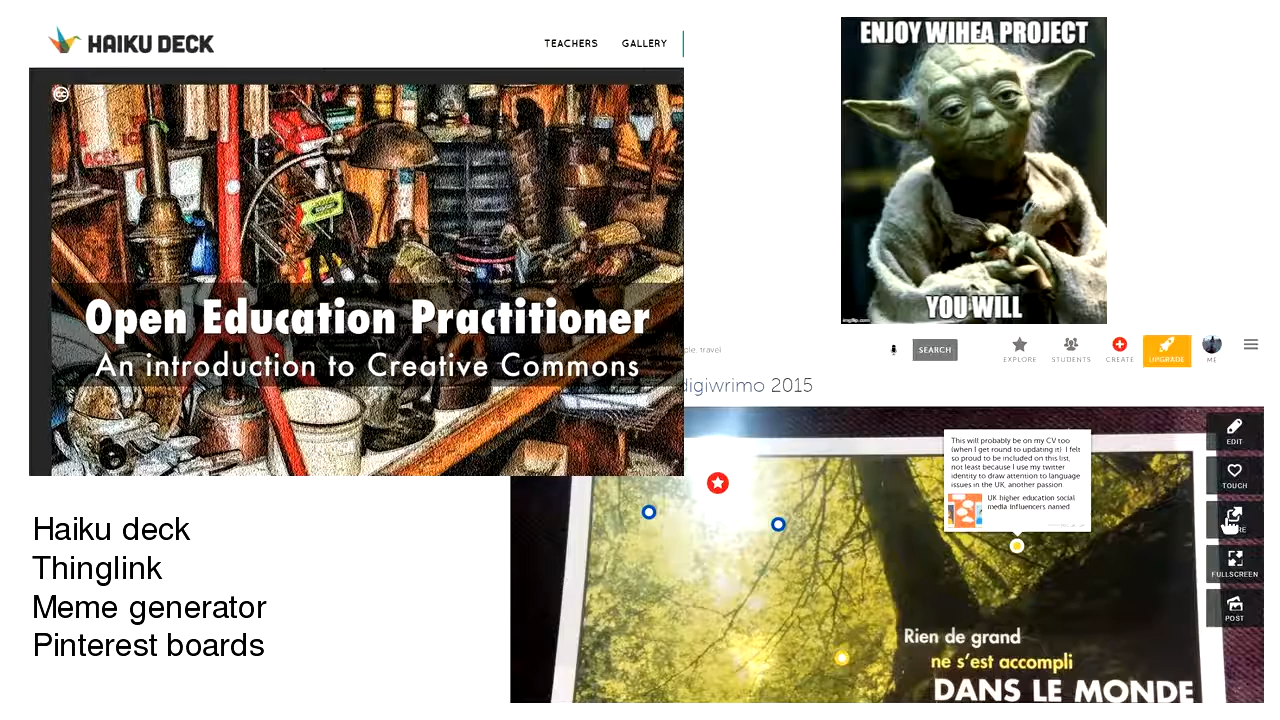 HAIKU DECK
TEACHERS
GALLERY
Open Education Practitioner
An introduction to Creative Commons
ENJOY WIHEA PROJECT
YOU WILL
imgflip.com
travel
SEARCH
EXPLORE
STUDENTS
CREATE
UPGRADE
ME
digiwrimo 2015
This will probably be on my CV too
(when I get round to updating it) I felt
so proud to be included on this list,
not least because I use my twitter
identity to draw attention to language
issues in the UK, another passion
UK higher education social
media influencers named
EDIT
TOUCH
FULLSCREEN
POST
Rien de grand
ne s'est accompli
DANS LE MONDE
Haiku deck
Thinglink
Meme generator
Pinterest boards